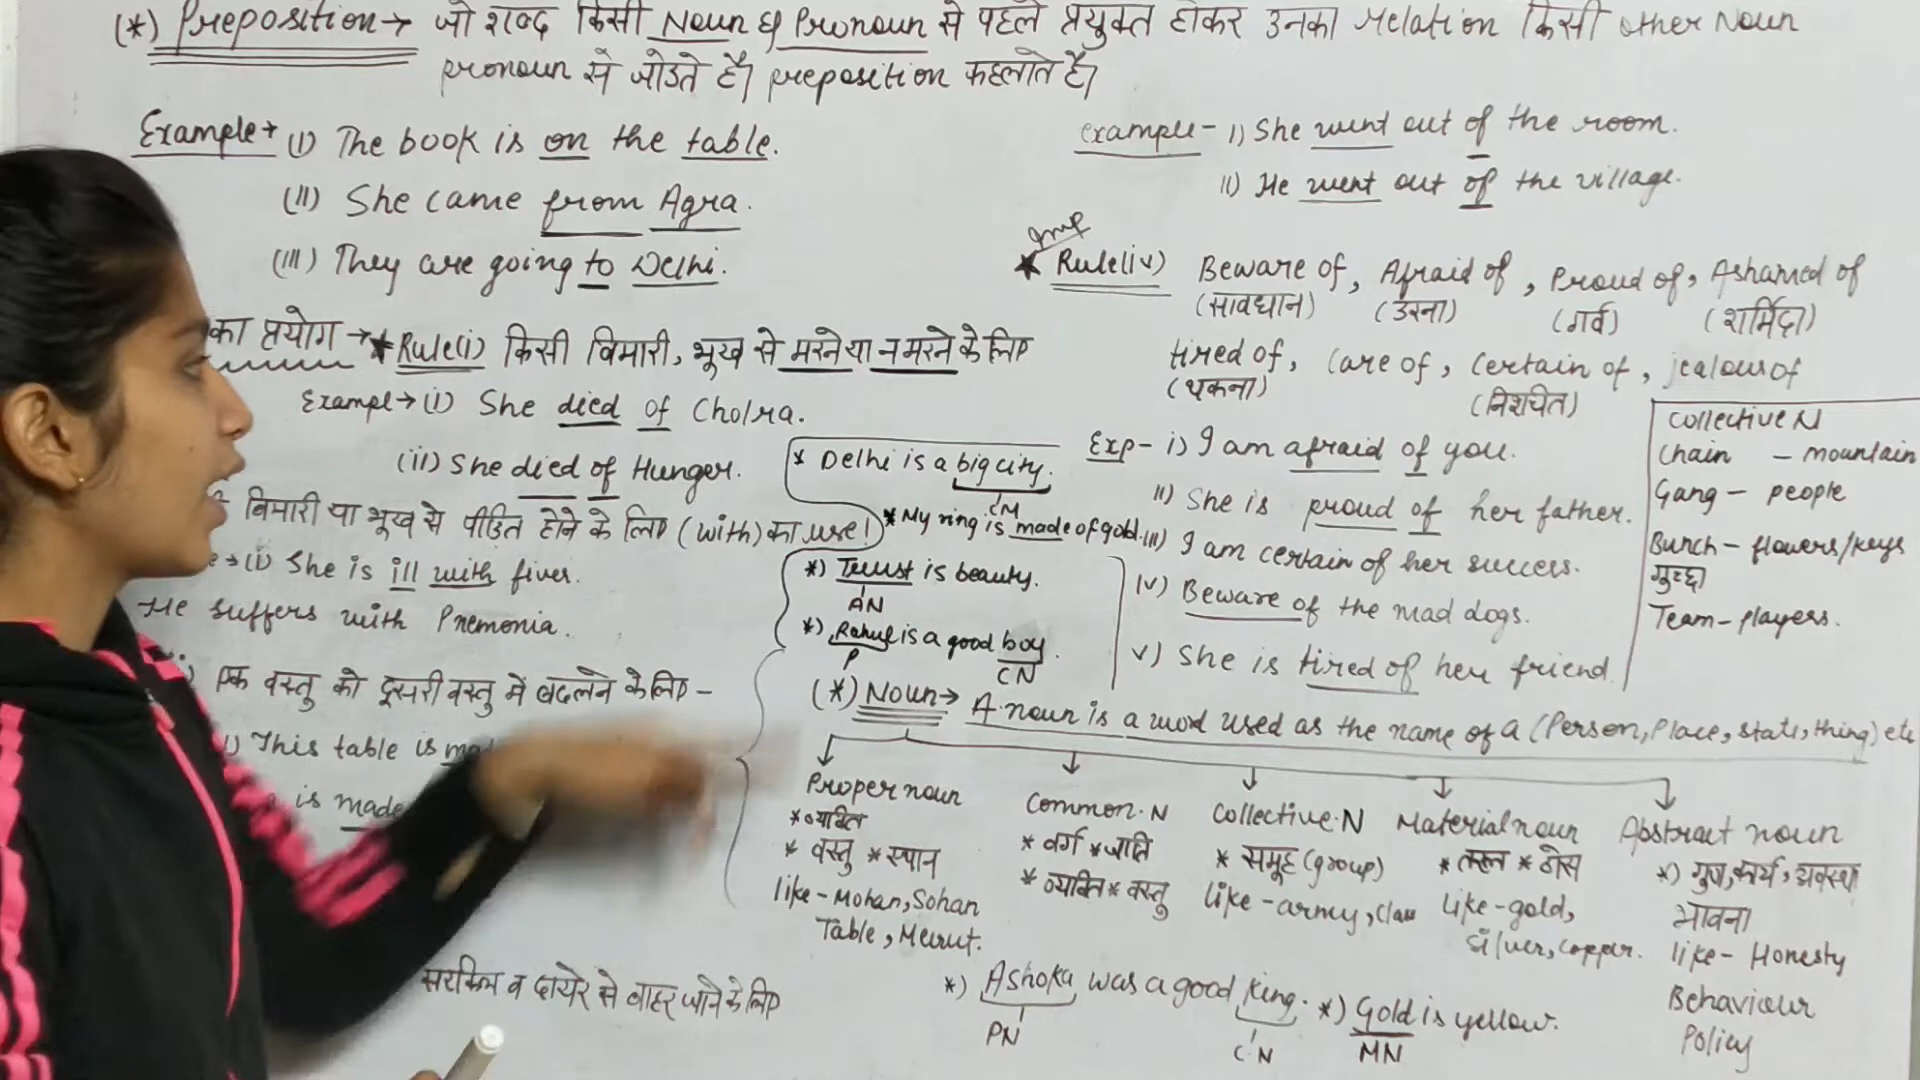 (*) Preposition→ जो शब्द किसी Noun & Pronoun से पहले प्रयुक्त होकर उनका relation किसी other Noun
pronoun से जोडते है। preposition कहलाते है।
Example→ (i) The book is on the table.
(ii) She came from Agra.
(iii) They are going to Delhi.
का प्रयोग → * Rule(i) किसी बिमारी, भूख से मरने या न मरने के लिए
Example→(i) She died of Cholra.
(ii) She died of Hunger.
बिमारी या भूख से पीडित होने के लिए (with) का use!
→(i) She is ill with fiver.
He suffers with Pnemonia.
एक वस्तु को दूसरी वस्तु में बदलने के लिए -
i) This table is
is made
सरकिल व दायरे से बाहर जाने के लिए
example- i) She went out of the room.
ii) He went out of the village.
Imp
* Rule(iv) Beware of, Afraid of, Proud of, Ashamed of
(सावधान) (डरना) (गर्व) (शर्मिंदा)
tired of, care of, certain of, jealous of
(थकना) (निशचित)
Exp- i) I am afraid of you.
ii) She is proud of her father.
iii) I am certain of her success.
iv) Beware of the mad dogs.
v) She is tired of her friend.
Collective N
Chain - mountain
Gang - people
Bunch - flowers/keys
गुच्छा
Team - players.
* Delhi is a big city.
CN
* My ring is made of gold.
*) Trust is beauty.
AN
*) Rahul is a good boy.
P CN
(*) Noun→ A noun is a word used as the name of a (Person, Place, state, thing) etc
Proper noun
* व्यक्ति
* वस्तु * स्थान
like - Mohan, Sohan
Table, Meerut.
Common.N
* वर्ग * जाति
* व्यक्ति * वस्तु
Collective.N
* समूह (group)
like - army, class
Material noun
* तरल * ठोस
like - gold,
silver, copper.
Abstract noun
*) गुण, कार्य, अवस्था
भावना
like - Honesty
Behaviour
Policy
*) Ashoka was a good king.
PN C.N
*) Gold is yellow.
MN